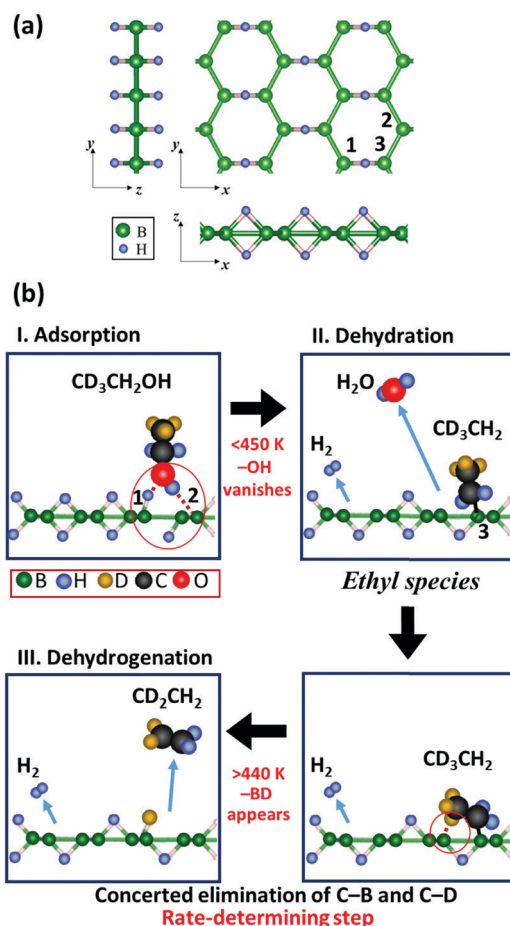 (a)
y
z
y
x
1
2
3
B
H
z
x
(b)
I. Adsorption
CD₃CH₂OH
1
2
B H D C O
<450 K
–OH
vanishes
II. Dehydration
H₂O
CD₃CH₂
H₂
3
Ethyl species
III. Dehydrogenation
CD₂CH₂
H₂
>440 K
–BD
appears
CD₃CH₂
H₂
Concerted elimination of C–B and C–D
Rate-determining step